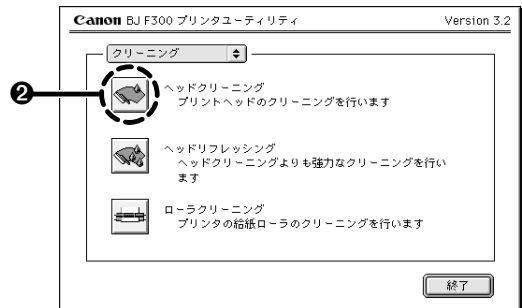 Canon BJ F300 プリンタユーティリティ Version 3.2
クリーニング
❷
ヘッドクリーニング
プリントヘッドのクリーニングを行います
ヘッドリフレッシング
ヘッドクリーニングよりも強力なクリーニングを行い
ます
ローラクリーニング
プリンタの給紙ローラのクリーニングを行います
終了